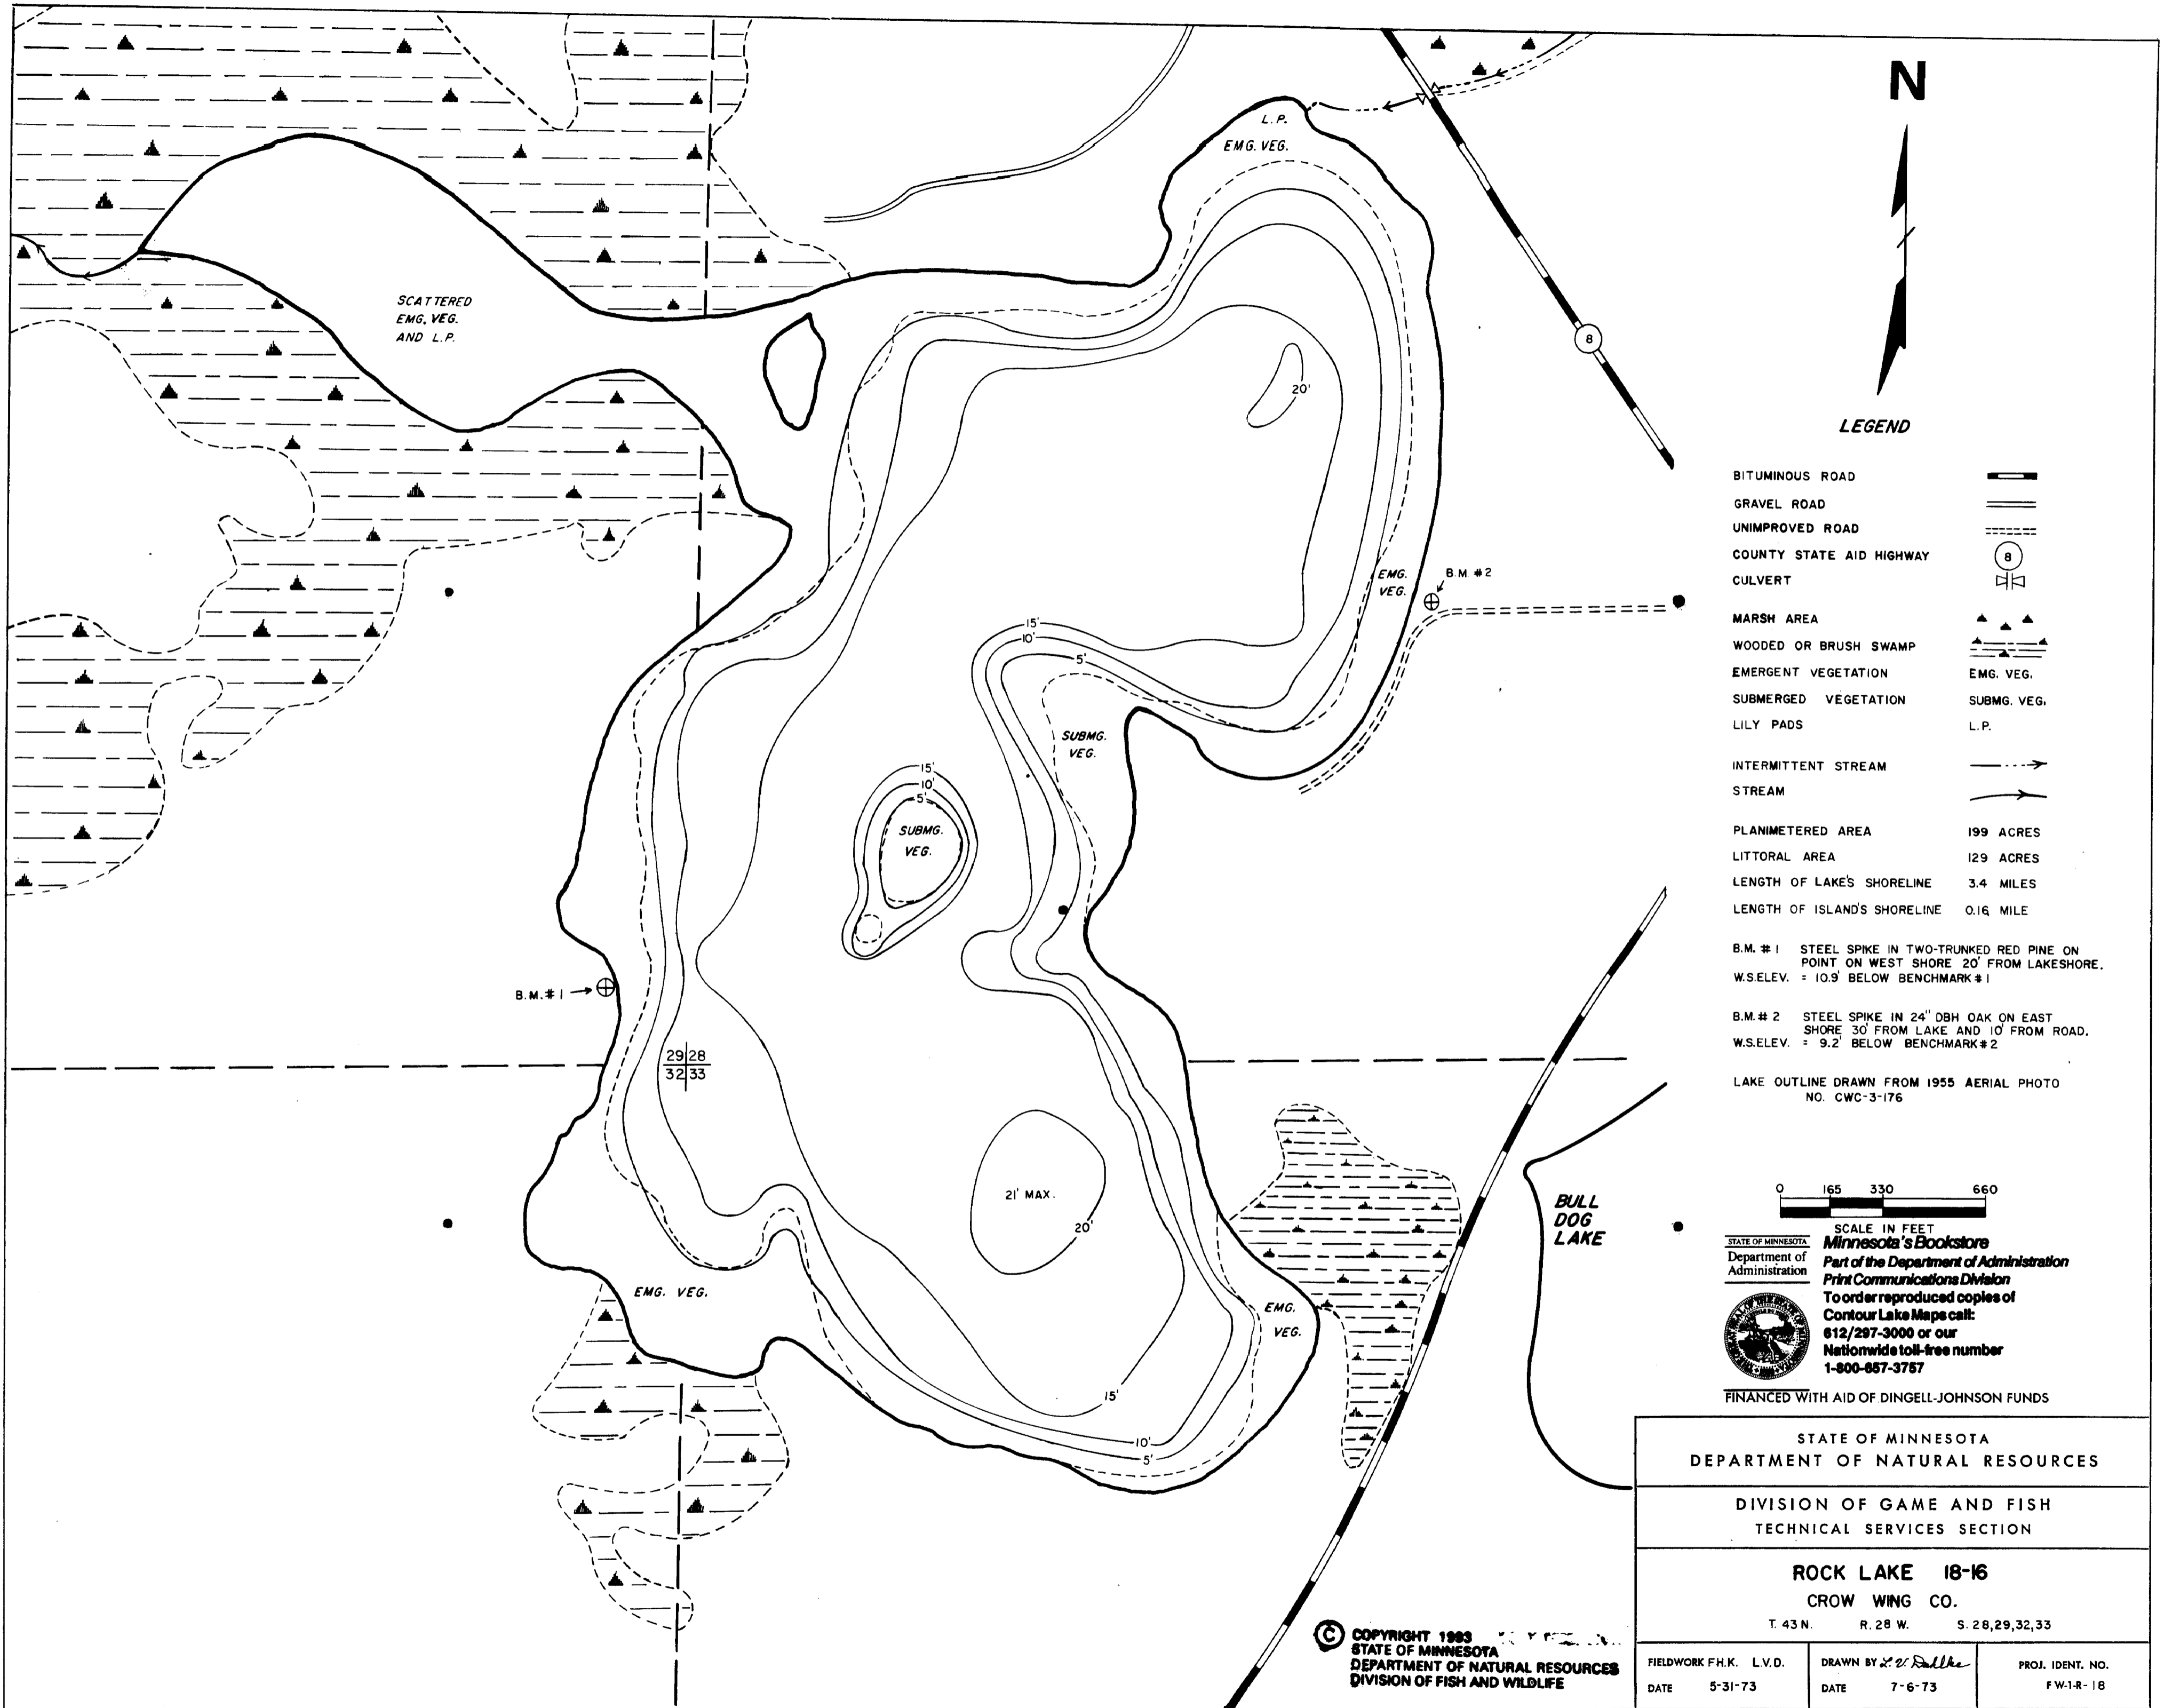 N
L.P.
EMG. VEG.
SCATTERED
EMG. VEG.
AND L.P.
8
20'
EMG.
VEG.
B.M. #2
15'
10'
5'
SUBMG.
VEG.
15'
10'
5'
SUBMG.
VEG.
B.M. #1
29 28
32 33
21' MAX.
20'
EMG. VEG.
EMG.
VEG.
15'
10'
5'
BULL
DOG
LAKE
LEGEND
BITUMINOUS ROAD
GRAVEL ROAD
UNIMPROVED ROAD
COUNTY STATE AID HIGHWAY 8
CULVERT
MARSH AREA
WOODED OR BRUSH SWAMP
EMERGENT VEGETATION EMG. VEG.
SUBMERGED VEGETATION SUBMG. VEG.
LILY PADS L.P.
INTERMITTENT STREAM
STREAM
PLANIMETERED AREA 199 ACRES
LITTORAL AREA 129 ACRES
LENGTH OF LAKE'S SHORELINE 3.4 MILES
LENGTH OF ISLAND'S SHORELINE 0.16 MILE
B.M. #1 STEEL SPIKE IN TWO-TRUNKED RED PINE ON
POINT ON WEST SHORE 20' FROM LAKESHORE.
W.S.ELEV. = 10.9' BELOW BENCHMARK #1
B.M. #2 STEEL SPIKE IN 24" DBH OAK ON EAST
SHORE 30' FROM LAKE AND 10' FROM ROAD.
W.S.ELEV. = 9.2' BELOW BENCHMARK #2
LAKE OUTLINE DRAWN FROM 1955 AERIAL PHOTO
NO. CWC-3-176
0 165 330 660
SCALE IN FEET
STATE OF MINNESOTA
Department of
Administration
Minnesota's Bookstore
Part of the Department of Administration
Print Communications Division
To order reproduced copies of
Contour Lake Maps call:
612/297-3000 or our
Nationwide toll-free number
1-800-657-3757
FINANCED WITH AID OF DINGELL-JOHNSON FUNDS
STATE OF MINNESOTA
DEPARTMENT OF NATURAL RESOURCES
DIVISION OF GAME AND FISH
TECHNICAL SERVICES SECTION
ROCK LAKE 18-16
CROW WING CO.
T. 43 N. R. 28 W. S. 28,29,32,33
FIELDWORK F.H.K. L.V.D.
DATE 5-31-73
DRAWN BY L.V. Dahlke
DATE 7-6-73
PROJ. IDENT. NO.
FW-1-R-18
© COPYRIGHT 1993
STATE OF MINNESOTA
DEPARTMENT OF NATURAL RESOURCES
DIVISION OF FISH AND WILDLIFE